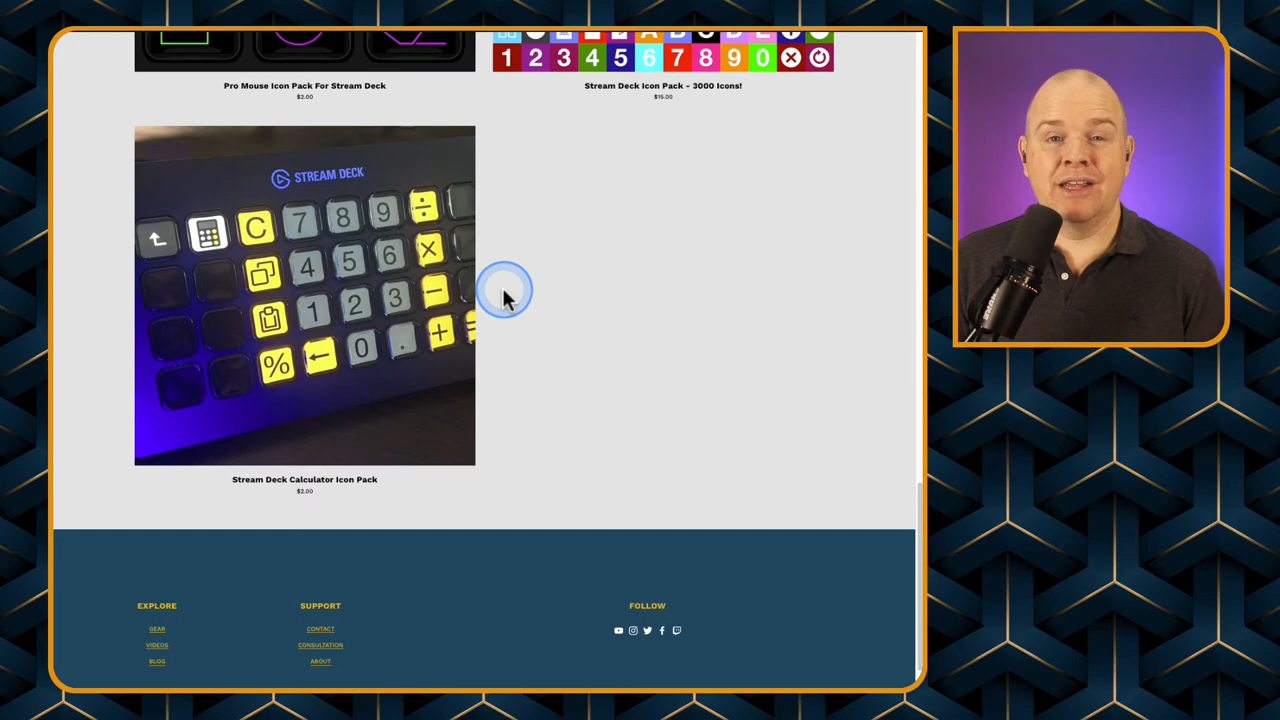 1 2 3 4 5 6 7 8 9 0
Pro Mouse Icon Pack For Stream Deck
$2.00
Stream Deck Icon Pack - 3000 Icons!
$15.00
STREAM DECK
C 7 8 9 ÷
4 5 6 ×
1 2 3 −
% ← 0 . + =
Stream Deck Calculator Icon Pack
$2.00
EXPLORE
SUPPORT
FOLLOW
GEAR
CONTACT
VIDEOS
CONSULTATION
BLOG
ABOUT